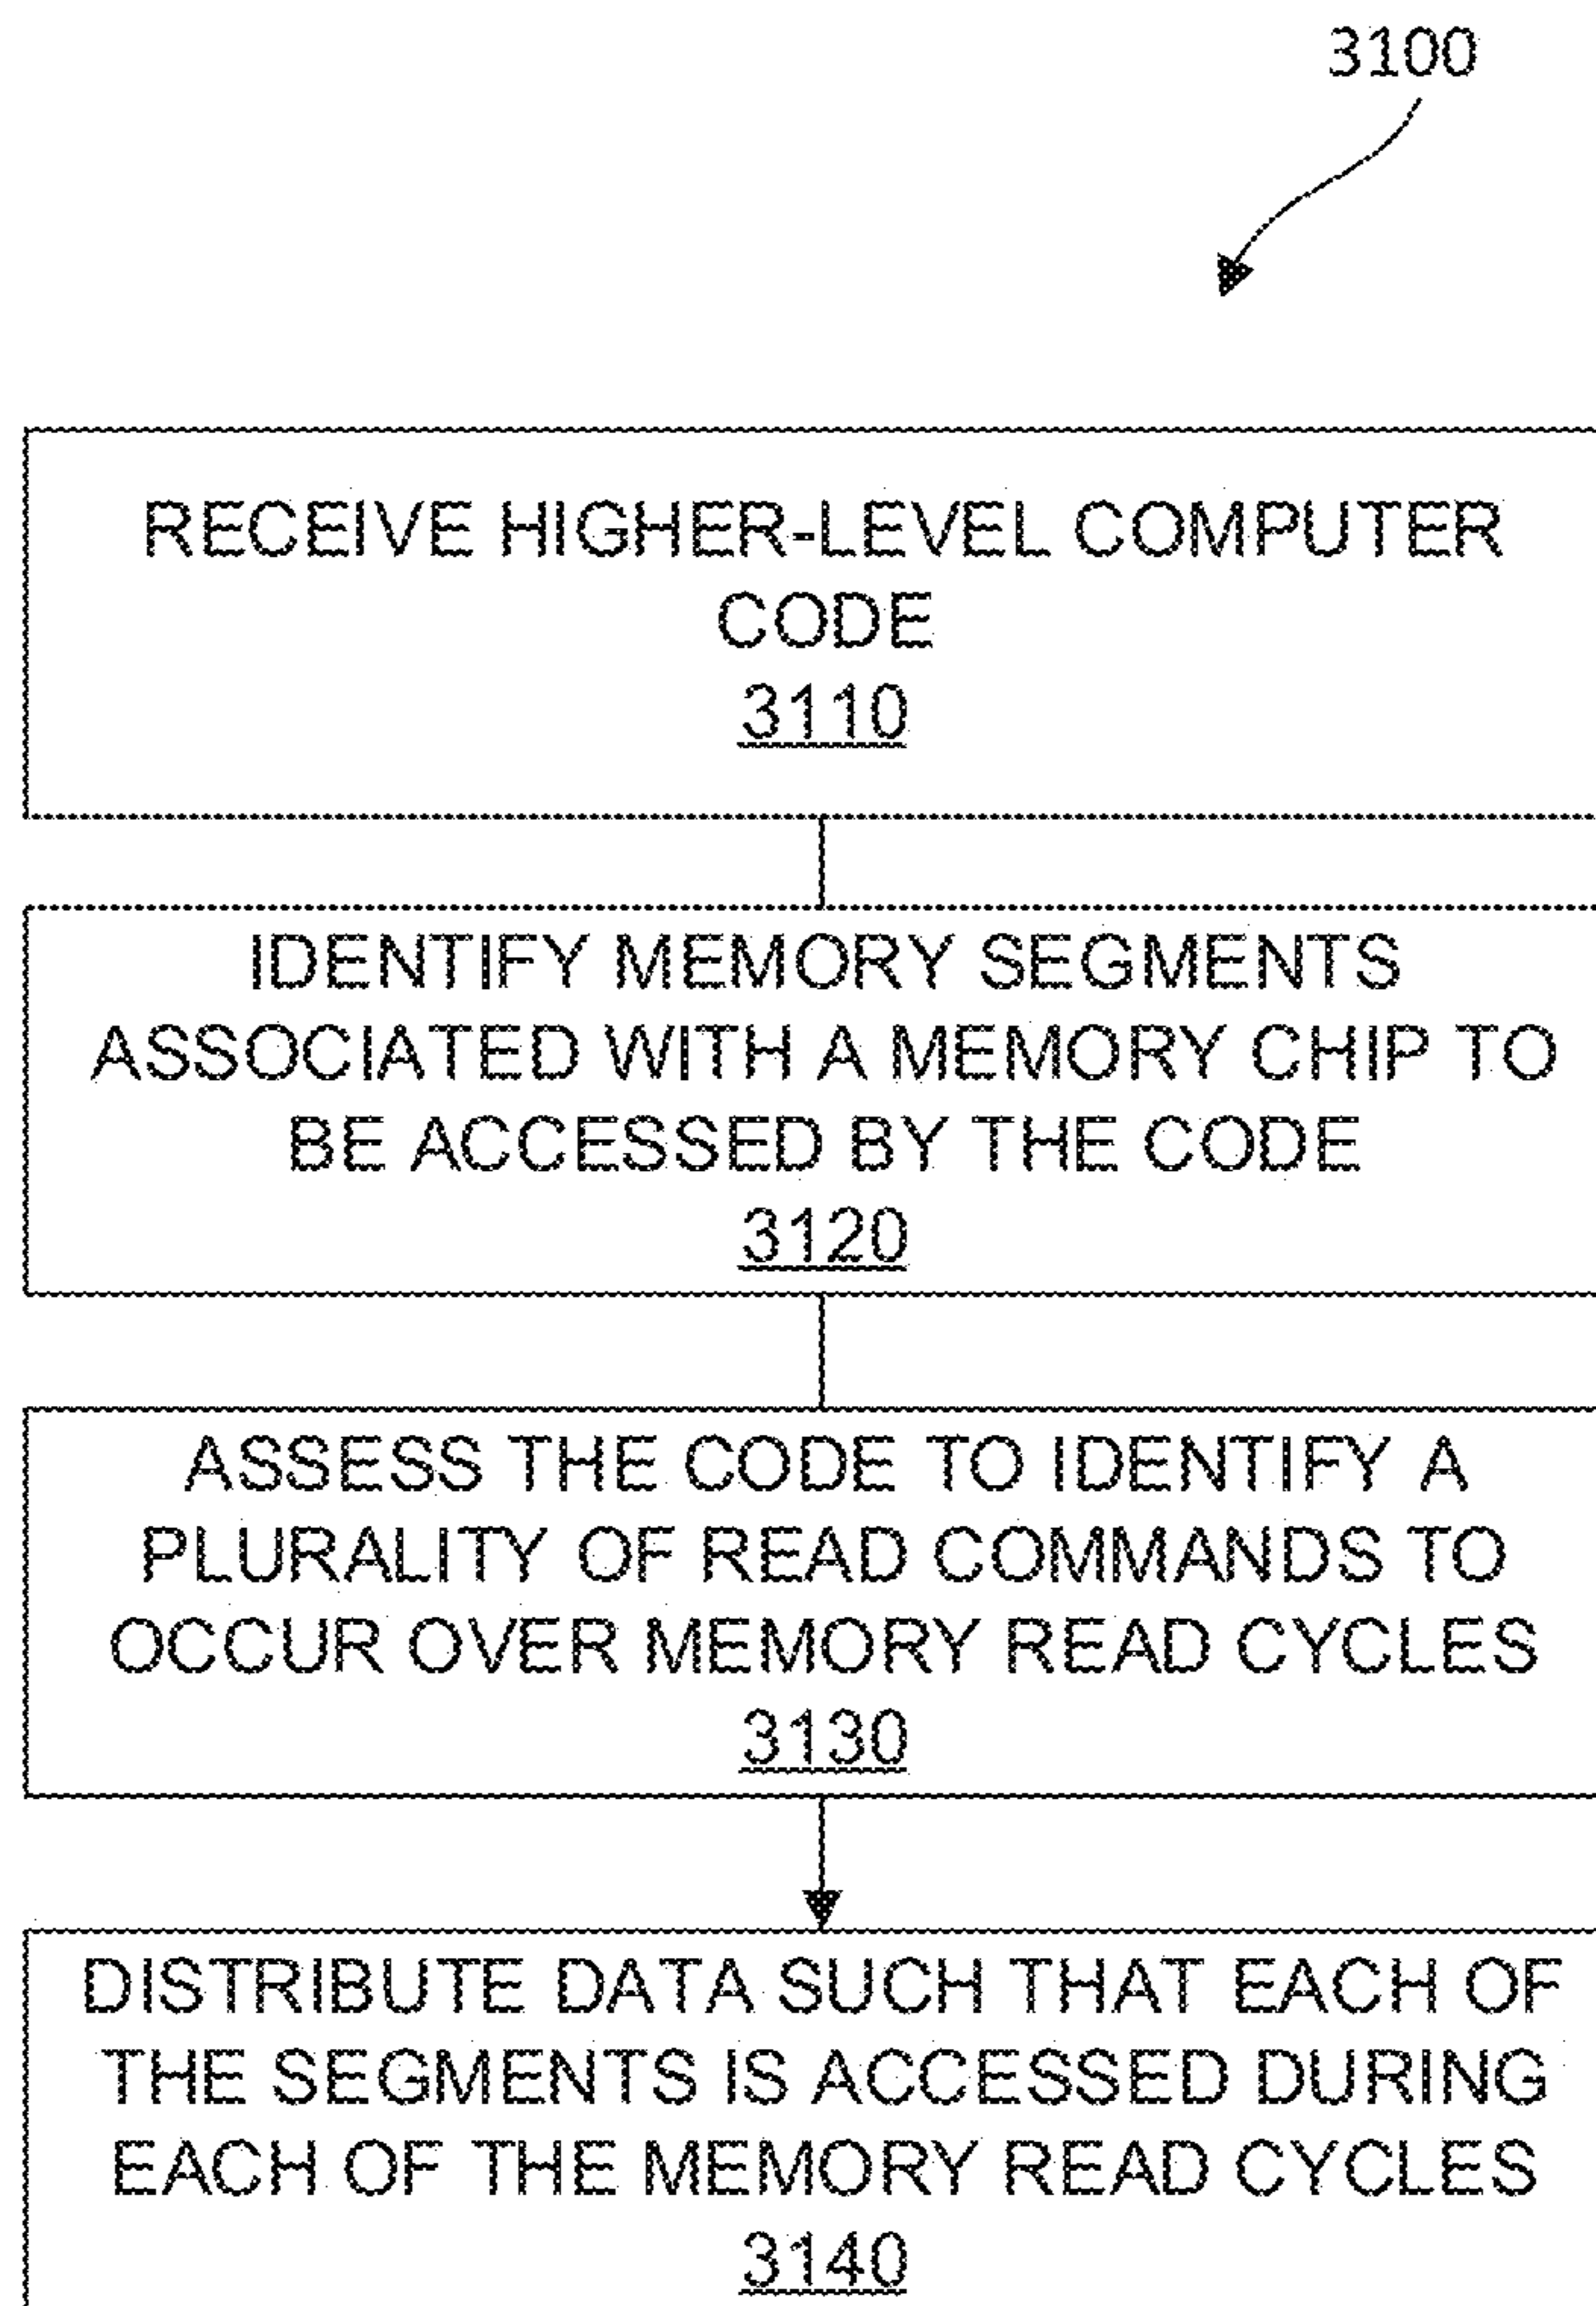 3100
RECEIVE HIGHER-LEVEL COMPUTER
CODE
3110
IDENTIFY MEMORY SEGMENTS
ASSOCIATED WITH A MEMORY CHIP TO
BE ACCESSED BY THE CODE
3120
ASSESS THE CODE TO IDENTIFY A
PLURALITY OF READ COMMANDS TO
OCCUR OVER MEMORY READ CYCLES
3130
DISTRIBUTE DATA SUCH THAT EACH OF
THE SEGMENTS IS ACCESSED DURING
EACH OF THE MEMORY READ CYCLES
3140